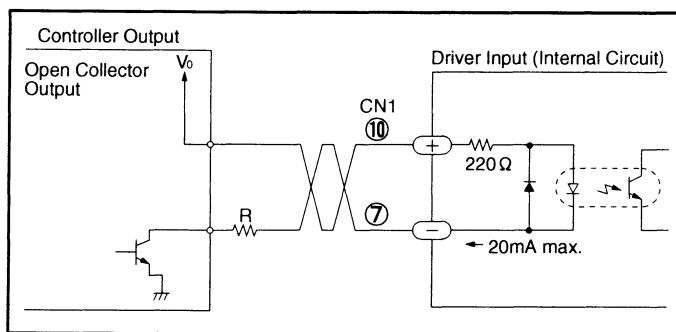 Controller Output
Open Collector
Output
V₀
R
CN1
⑩
⑦
Driver Input (Internal Circuit)
+
220Ω
−
← 20mA max.